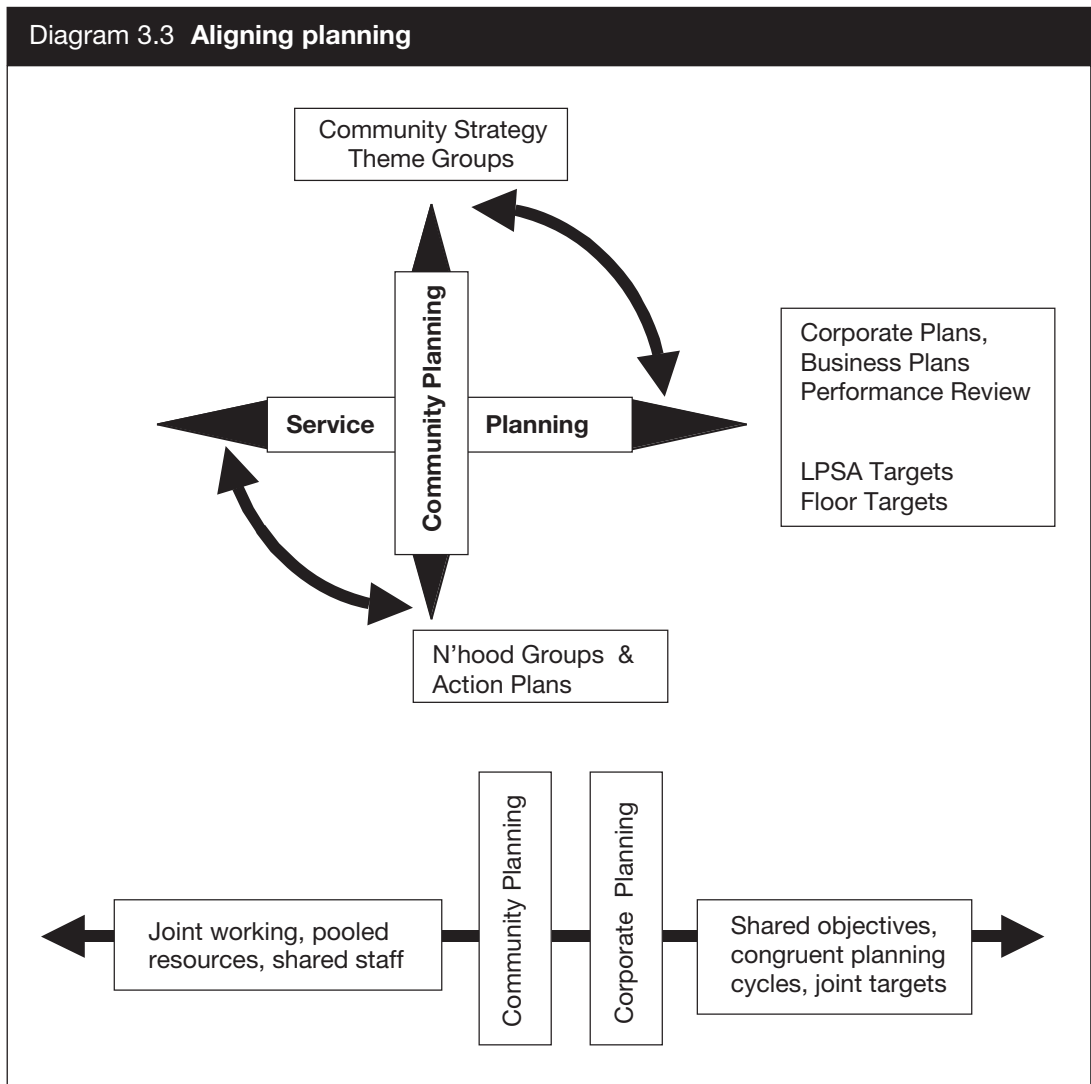 Diagram 3.3 Aligning planning
Community Strategy
Theme Groups
Community Planning
Service Planning
Corporate Plans,
Business Plans
Performance Review
LPSA Targets
Floor Targets
N'hood Groups &
Action Plans
Community Planning
Corporate Planning
Joint working, pooled
resources, shared staff
Shared objectives,
congruent planning
cycles, joint targets